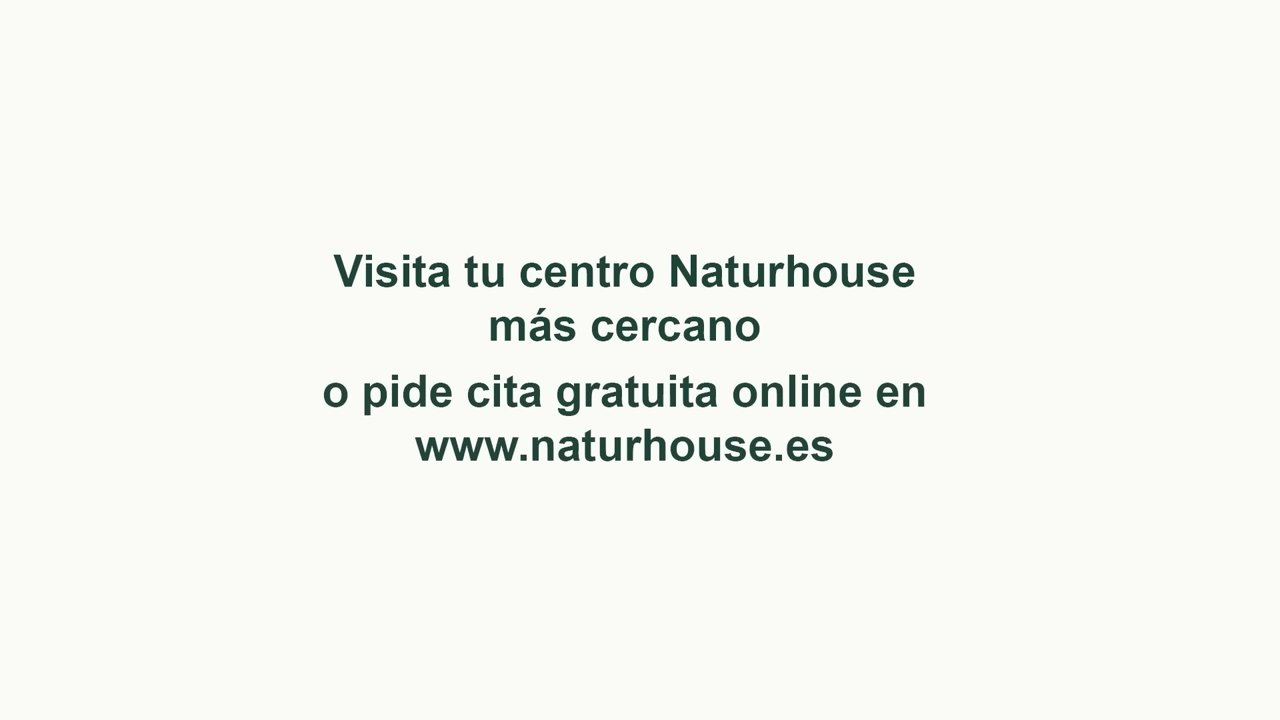 Visita tu centro Naturhouse
más cercano
o pide cita gratuita online en
www.naturhouse.es